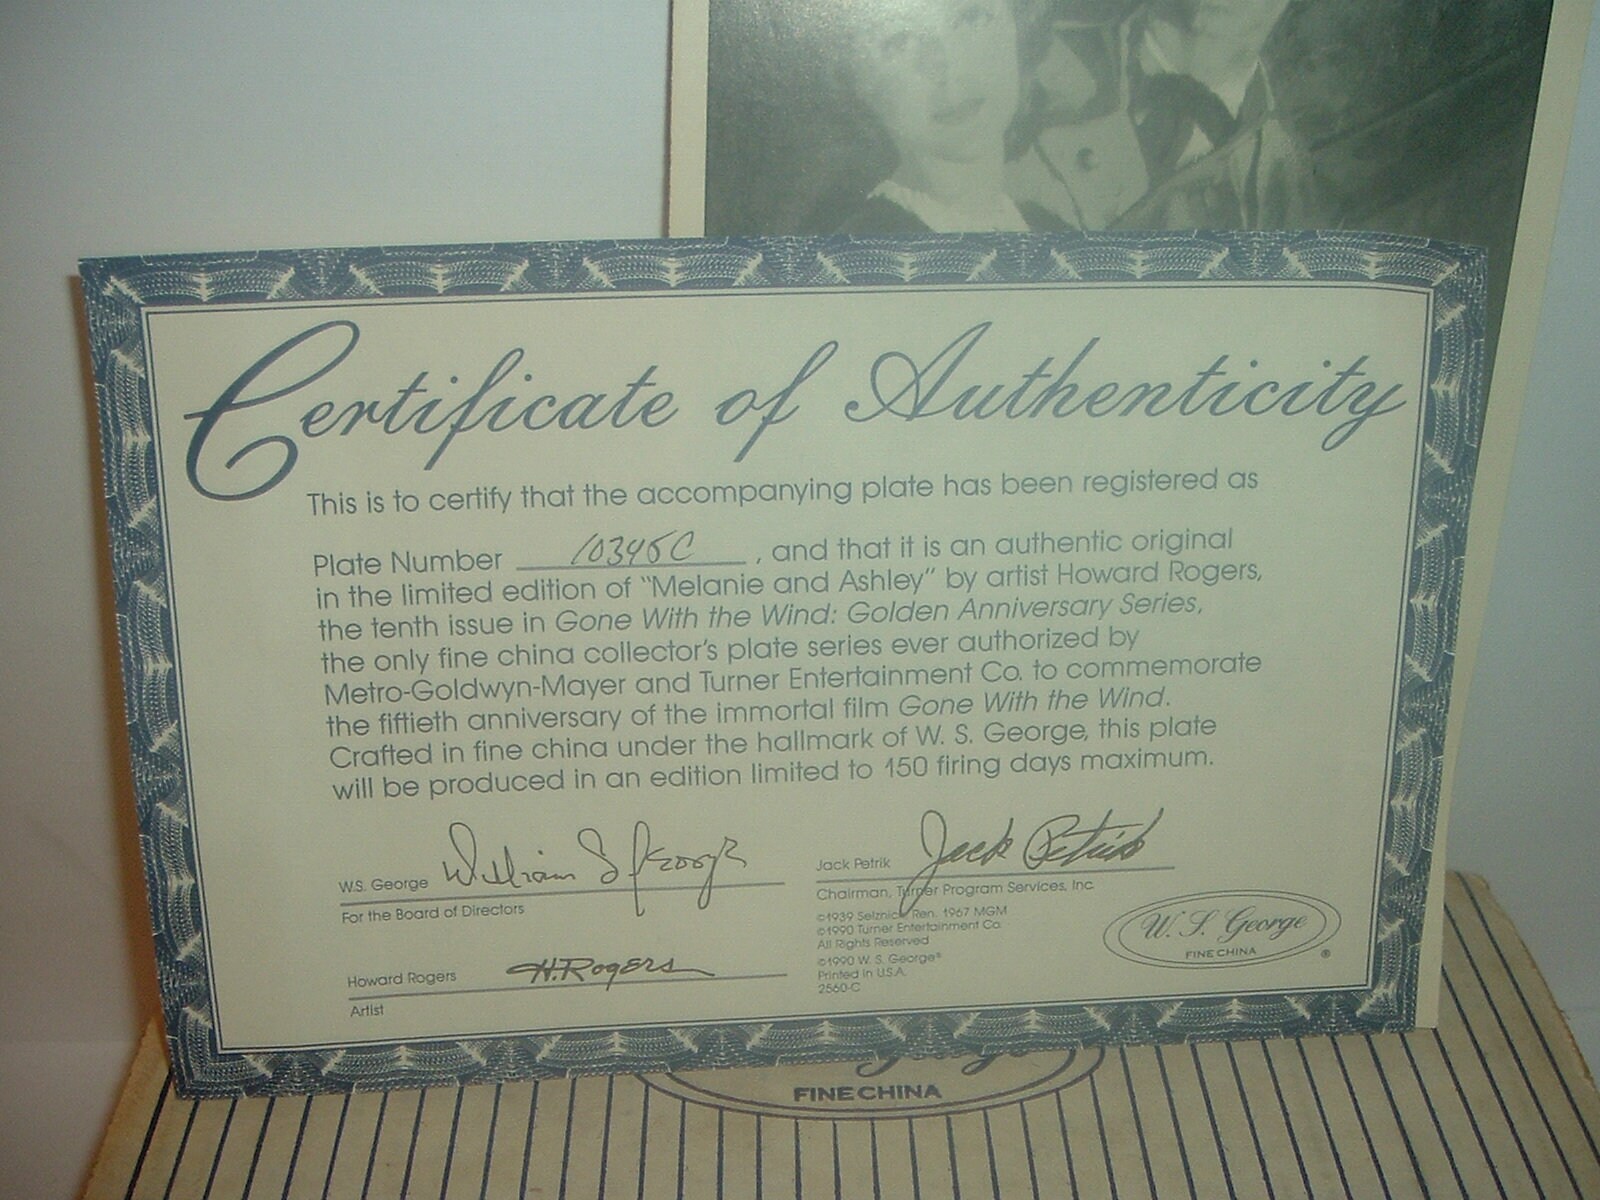 Certificate of Authenticity
This is to certify that the accompanying plate has been registered as
Plate Number 10345C, and that it is an authentic original
in the limited edition of "Melanie and Ashley" by artist Howard Rogers,
the tenth issue in Gone With the Wind: Golden Anniversary Series,
the only fine china collector's plate series ever authorized by
Metro-Goldwyn-Mayer and Turner Entertainment Co. to commemorate
the fiftieth anniversary of the immortal film Gone With the Wind.
Crafted in fine china under the hallmark of W. S. George, this plate
will be produced in an edition limited to 150 firing days maximum.
W.S. George William S George
For the Board of Directors
Howard Rogers H.Rogers
Artist
Jack Petrik Jack Petrik
Chairman, Turner Program Services, Inc.
©1939 Selznick Ren. 1967 MGM
©1990 Turner Entertainment Co.
All Rights Reserved
©1990 W. S. George®
Printed in U.S.A.
2560-C
W. S. George
FINE CHINA
®
FINE CHINA